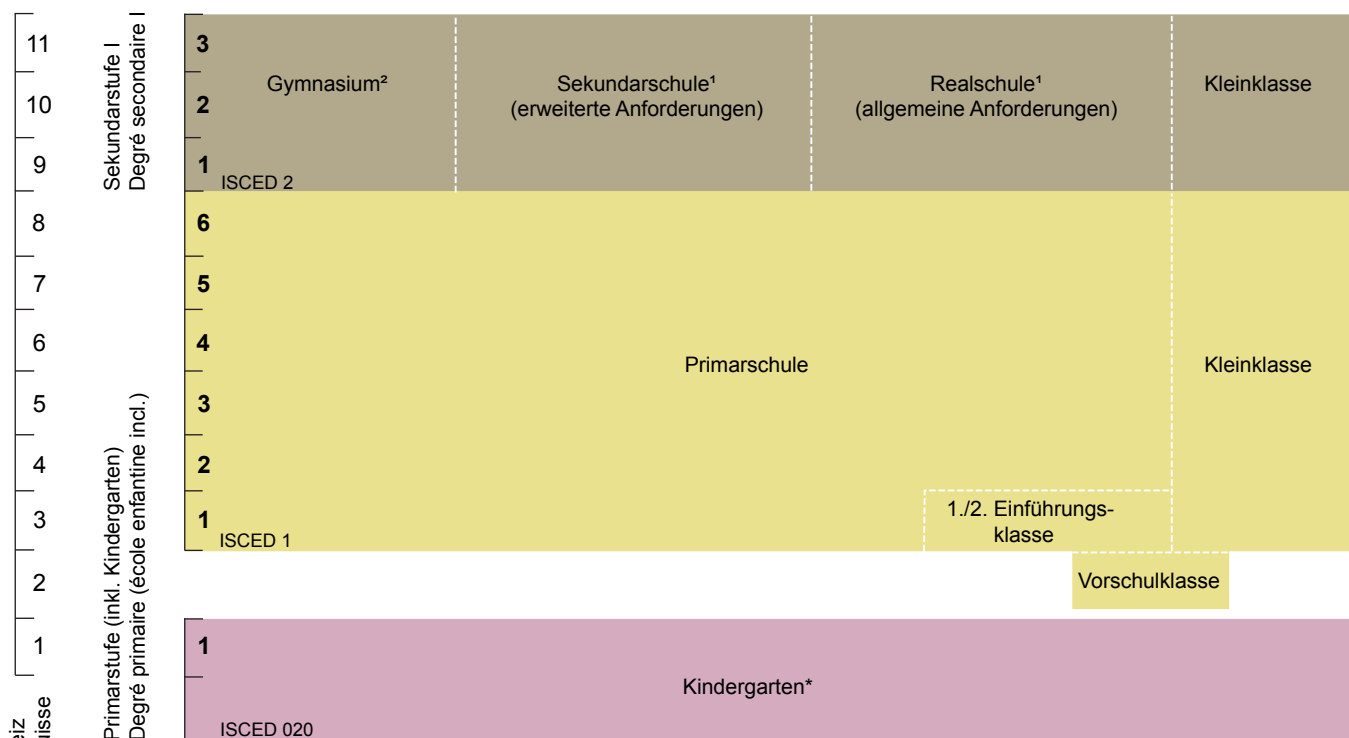 11
10
9
8
7
6
5
4
3
2
1
eiz
uisse
Sekundarstufe I
Degré secondaire I
Primarstufe (inkl. Kindergarten)
Degré primaire (école enfantine incl.)
3
2
1
ISCED 2
Gymnasium²
Sekundarschule¹
(erweiterte Anforderungen)
Realschule¹
(allgemeine Anforderungen)
Kleinklasse
6
5
4
3
2
1
ISCED 1
Primarschule
Kleinklasse
1./2. Einführungs-
klasse
Vorschulklasse
1
Kindergarten*
ISCED 020